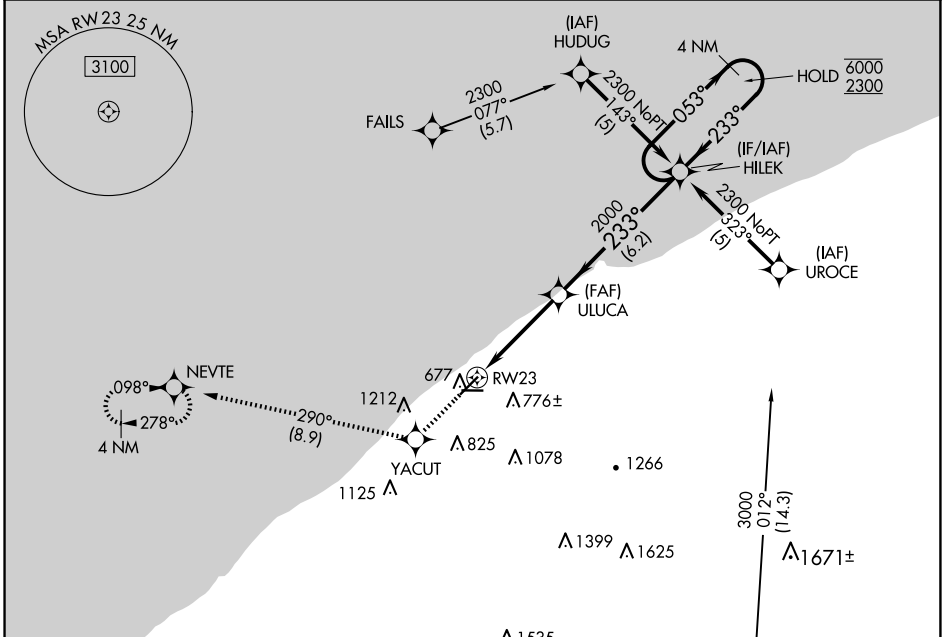 MSA RW23 25 NM
3100
(IAF)
HUDUG
4 NM
HOLD 6000
2300
2300
077°
(5.7)
FAILS
2300 NoPT
143°
(5)
053°
233°
(IF/IAF)
HILEK
2000
233°
(6.2)
2300 NoPT
323°
(5)
(IAF)
UROCE
(FAF)
ULUCA
NEVTE
098°
278°
4 NM
290°
(8.9)
677
RW23
1212
776±
825
YACUT
1078
1266
1125
3000
012°
(14.3)
1399
1625
1671±
1535